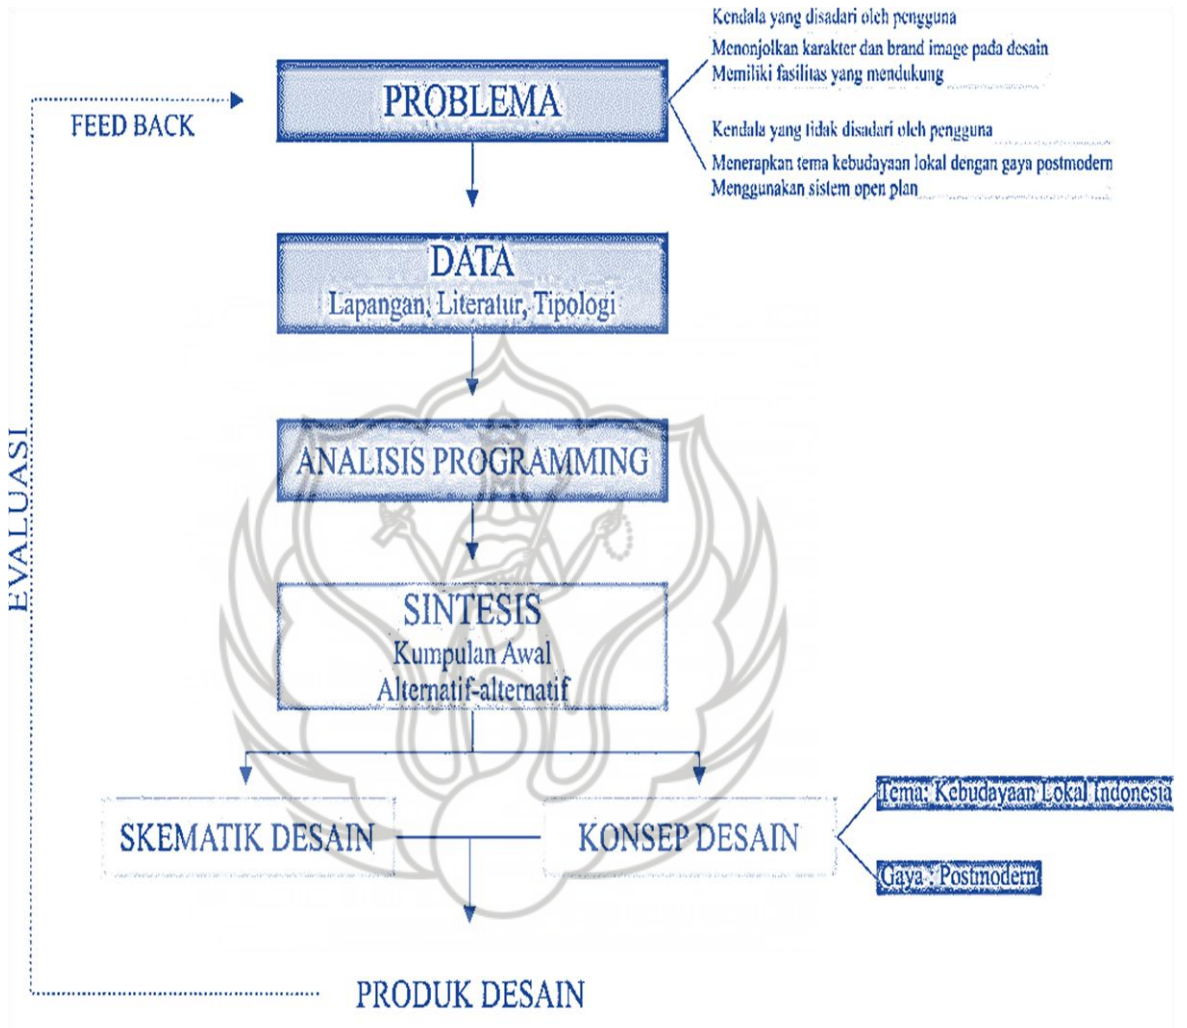 Kendala yang disadari oleh pengguna
Menonjolkan karakter dan brand image pada desain
Memiliki fasilitas yang mendukung
PROBLEMA
FEED BACK
Kendala yang tidak disadari oleh pengguna
Menerapkan tema kebudayaan lokal dengan gaya postmodern
Menggunakan sistem open plan
DATA
Lapangan, Literatur, Tipologi
ANALISIS PROGRAMMING
EVALUASI
SINTESIS
Kumpulan Awal
Alternatif-alternatif
SKEMATIK DESAIN
KONSEP DESAIN
Tema: Kebudayaan Lokal Indonesia
Gaya : Postmodern
PRODUK DESAIN